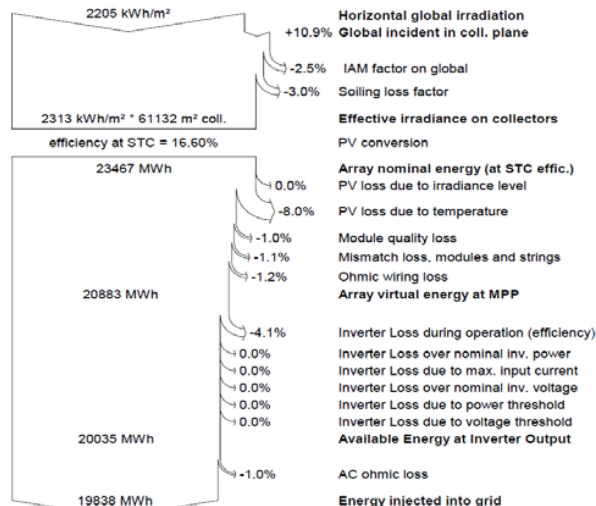 2205 kWh/m² Horizontal global irradiation
+10.9% Global incident in coll. plane
-2.5% IAM factor on global
-3.0% Soiling loss factor
2313 kWh/m² * 61132 m² coll. Effective irradiance on collectors
efficiency at STC = 16.60% PV conversion
23467 MWh Array nominal energy (at STC effic.)
0.0% PV loss due to irradiance level
-8.0% PV loss due to temperature
-1.0% Module quality loss
-1.1% Mismatch loss, modules and strings
-1.2% Ohmic wiring loss
20883 MWh Array virtual energy at MPP
-4.1% Inverter Loss during operation (efficiency)
0.0% Inverter Loss over nominal inv. power
0.0% Inverter Loss due to max. input current
0.0% Inverter Loss over nominal inv. voltage
0.0% Inverter Loss due to power threshold
0.0% Inverter Loss due to voltage threshold
20035 MWh Available Energy at Inverter Output
-1.0% AC ohmic loss
19838 MWh Energy injected into grid